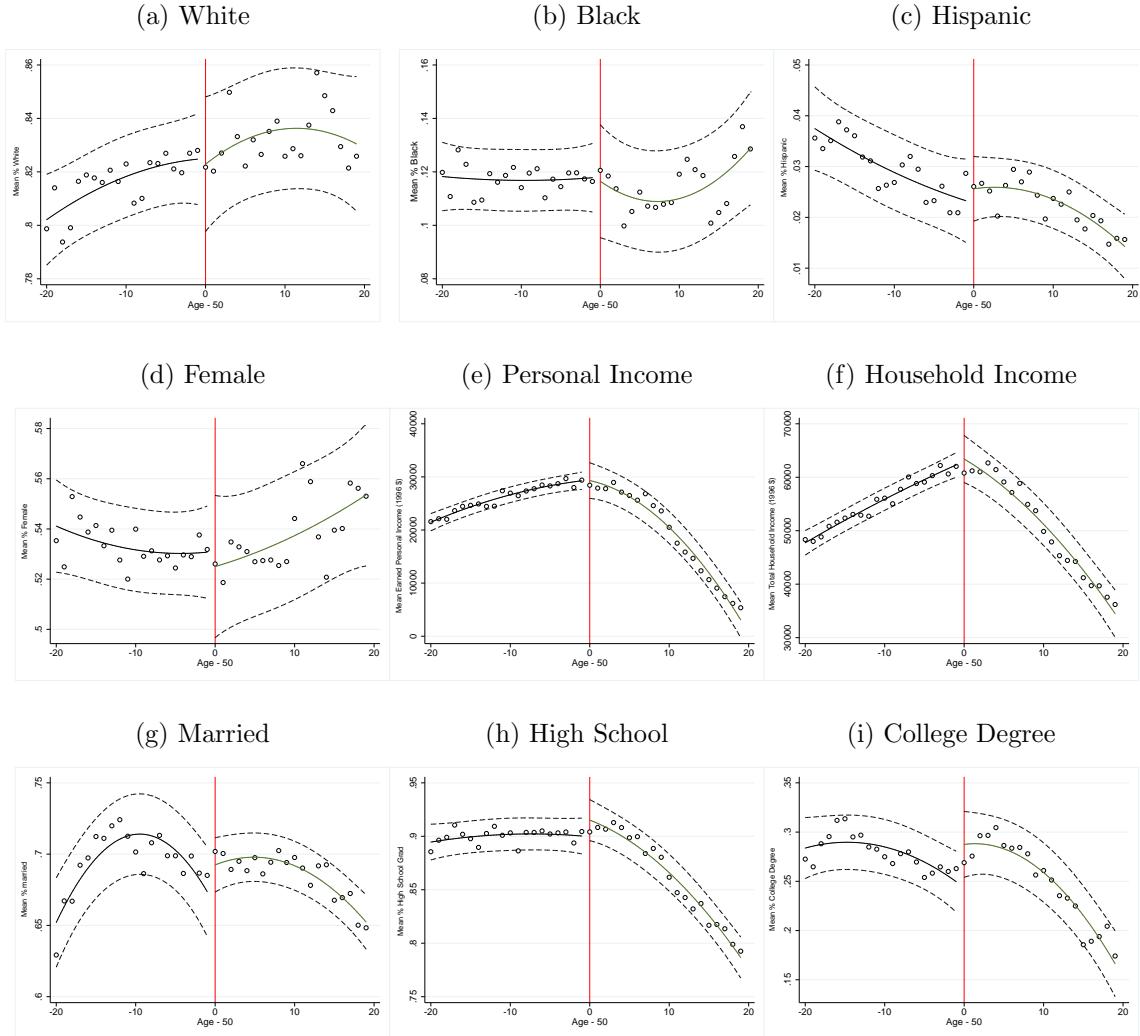 (a) White
(b) Black
(c) Hispanic
Mean % White
.78 .8 .82 .84 .86
-20 -10 0 10 20
Age - 50
Mean % Black
.08 .1 .12 .14 .16
-20 -10 0 10 20
Age - 50
Mean % Hispanic
.01 .02 .03 .04 .05
-20 -10 0 10 20
Age - 50
(d) Female
(e) Personal Income
(f) Household Income
Mean % Female
.5 .52 .54 .56 .58
-20 -10 0 10 20
Age - 50
Mean Earned Personal Income (1996 $)
0 10000 20000 30000 40000
-20 -10 0 10 20
Age - 50
Mean Total Household Income (1996 $)
30000 40000 50000 60000 70000
-20 -10 0 10 20
Age - 50
(g) Married
(h) High School
(i) College Degree
Mean % married
.6 .65 .7 .75
-20 -10 0 10 20
Age - 50
Mean % High School Grad
.75 .8 .85 .9 .95
-20 -10 0 10 20
Age - 50
Mean % College Degree
.15 .2 .25 .3 .35
-20 -10 0 10 20
Age - 50